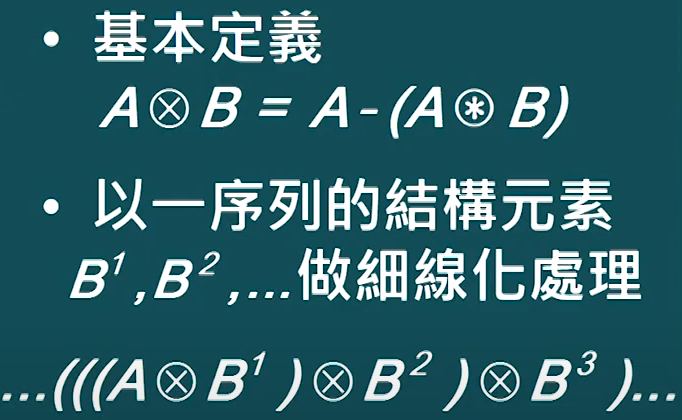 • 基本定義
A⊗B = A-(A⊛B)
• 以一序列的結構元素
B¹,B²,...做細線化處理
...(((A⊗B¹)⊗B²)⊗B³)...